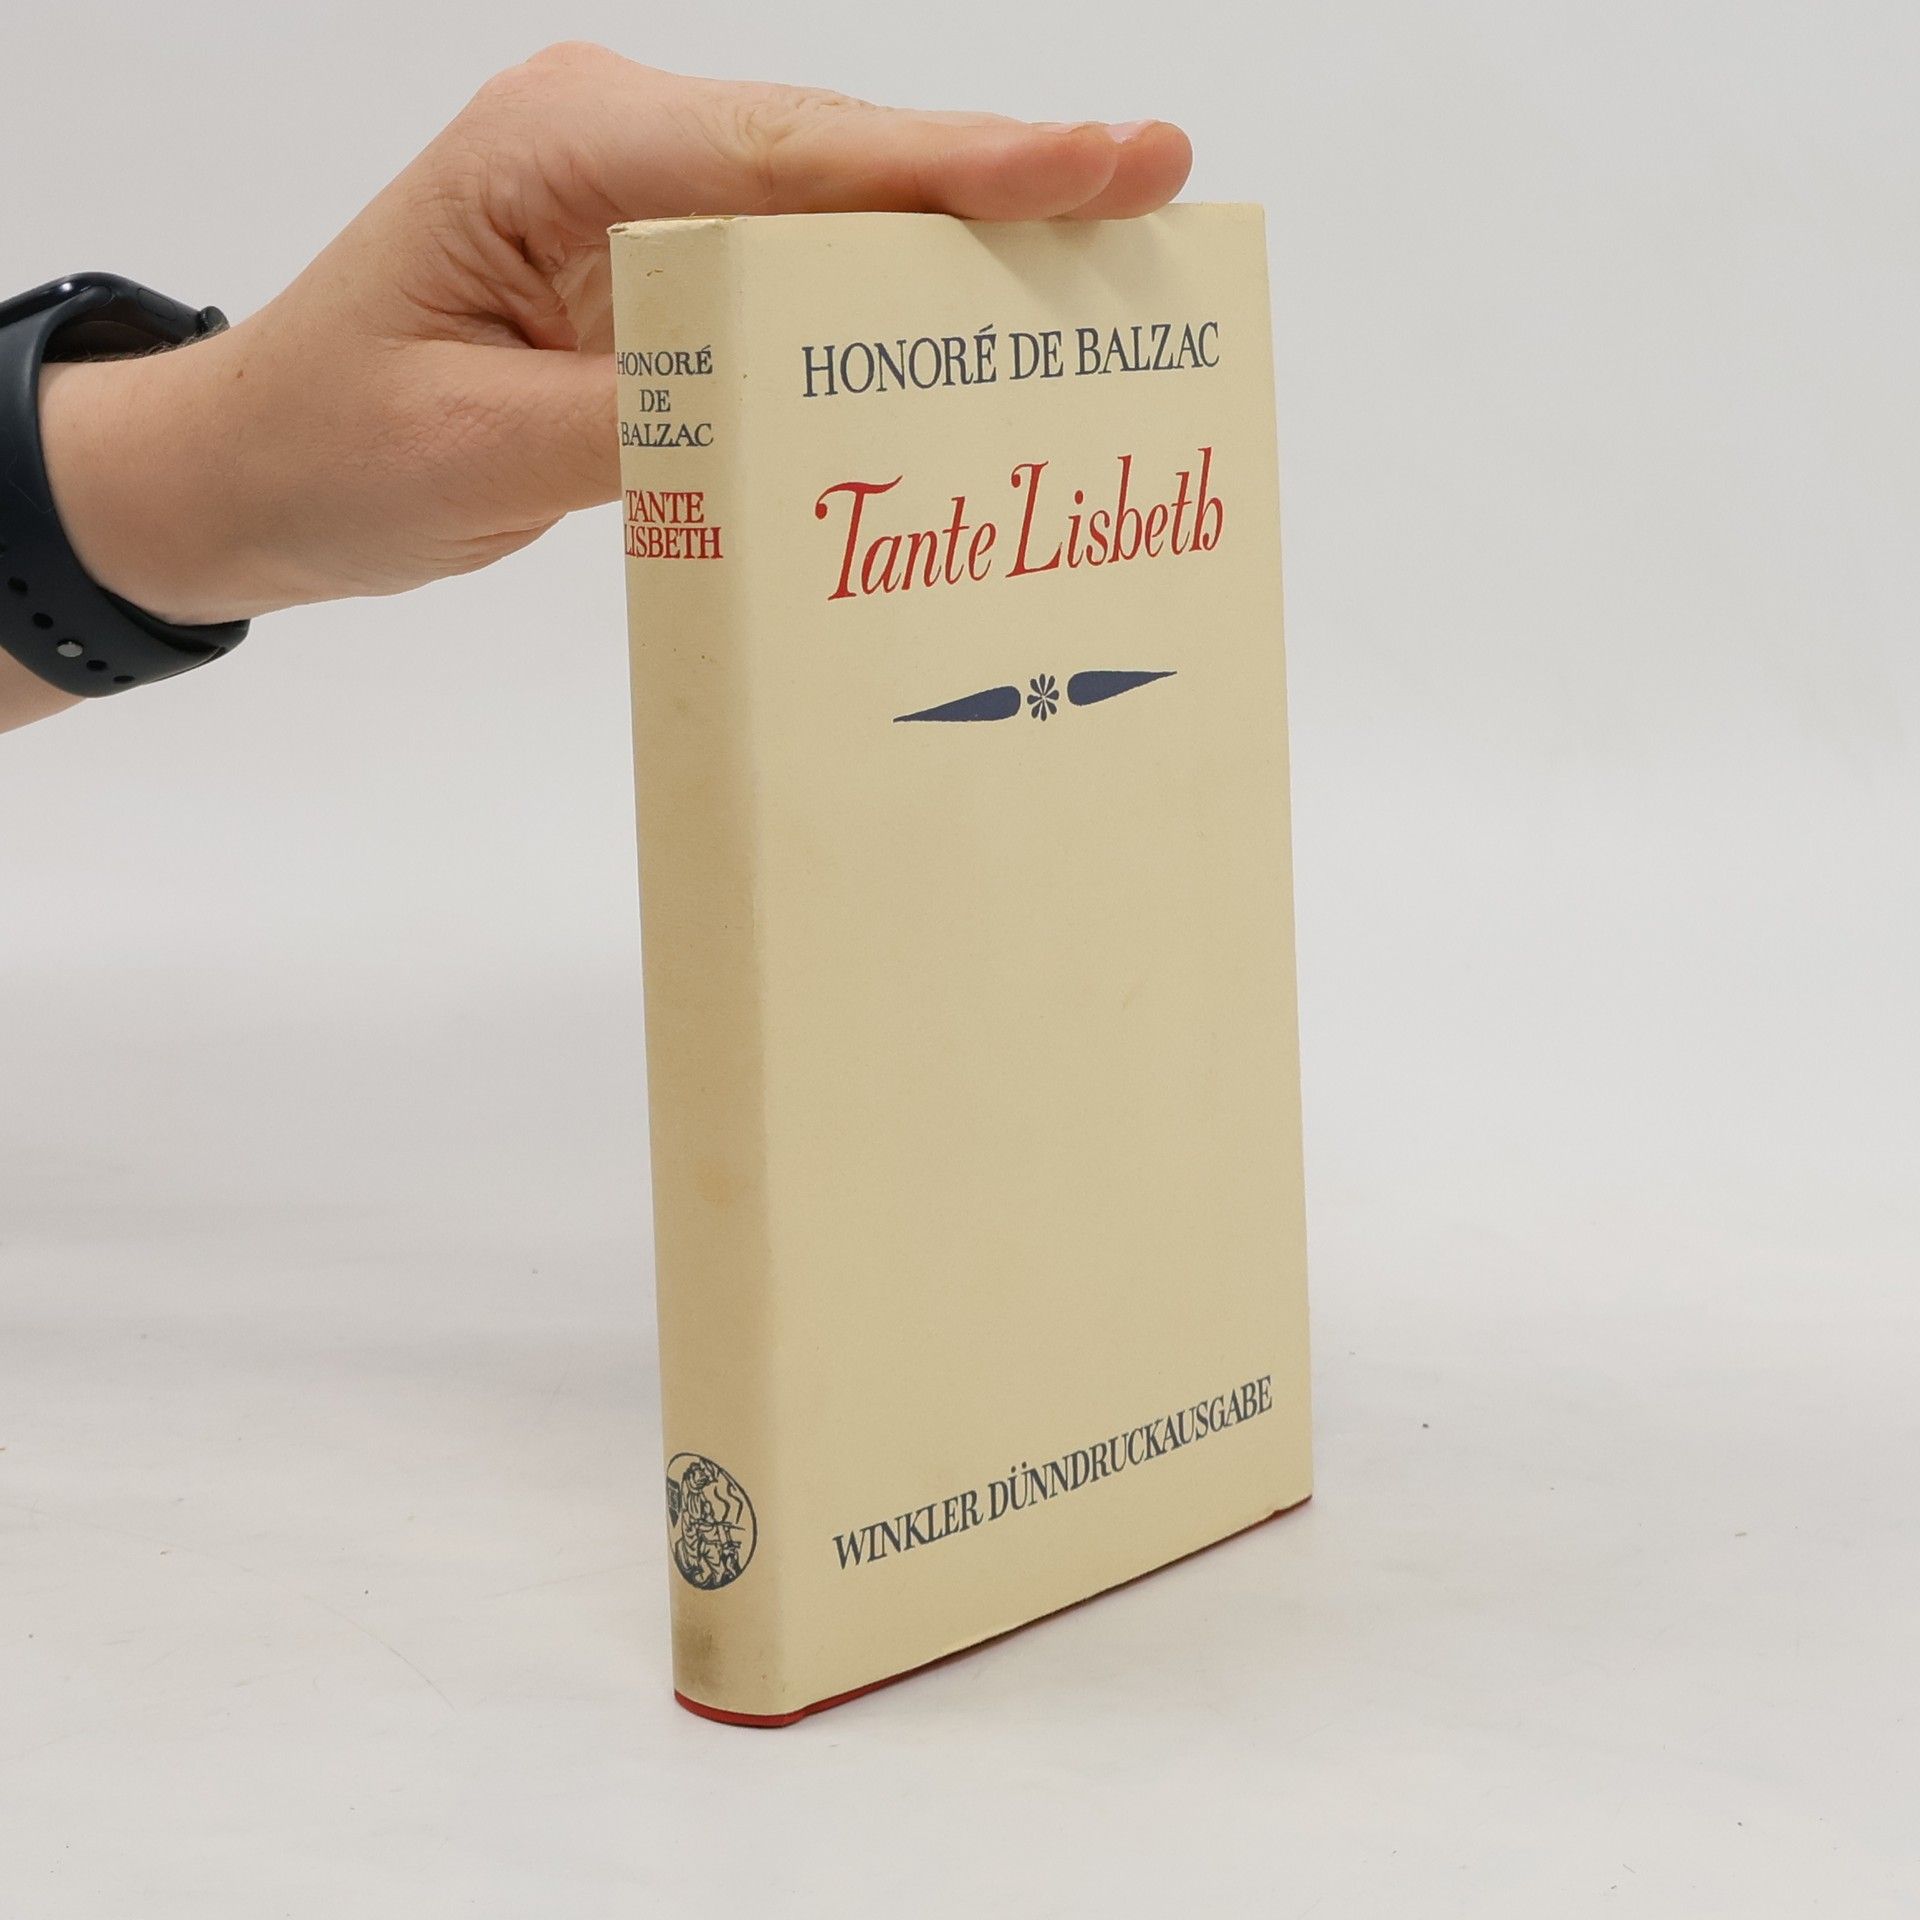 HONORÉ
DE
BALZAC
TANTE
LISBETH
HONORÉ DE BALZAC
Tante Lisbeth
WINKLER DÜNNDRUCKAUSGABE